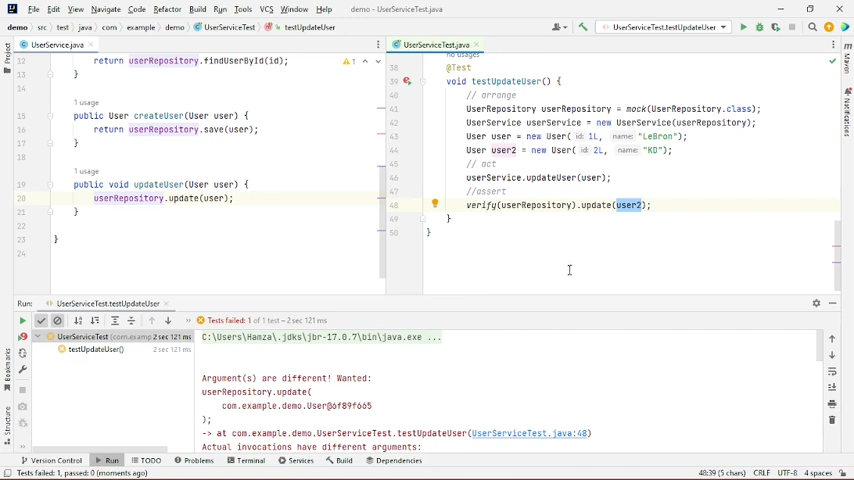 File Edit View Navigate Code Refactor Build Run Tools VCS Window Help demo - UserServiceTest.java
demo src test java com example demo UserServiceTest testUpdateUser UserServiceTest.testUpdateUser
UserService.java
12 return userRepository.findUserById(id); 1
13 }
14
1 usage
15 public User createUser(User user) {
16 return userRepository.save(user);
17 }
18
1 usage
19 public void updateUser(User user) {
20 userRepository.update(user);
21 }
22
23 }
24
UserServiceTest.java
no usages
38 @Test
39 void testUpdateUser() {
40 // arrange
41 UserRepository userRepository = mock(UserRepository.class);
42 UserService userService = new UserService(userRepository);
43 User user = new User( id: 1L, name: "LeBron");
44 User user2 = new User( id: 2L, name: "KD");
45 // act
46 userService.updateUser(user);
47 //assert
48 verify(userRepository).update(user2);
49 }
50 }
Project
Bookmarks
Structure
Maven
Notifications
Run: UserServiceTest.testUpdateUser
Tests failed: 1 of 1 test – 2 sec 121 ms
UserServiceTest (com.examp 2 sec 121 ms
testUpdateUser() 2 sec 121 ms
C:\Users\Hamza\.jdks\jbr-17.0.7\bin\java.exe ...
Argument(s) are different! Wanted:
userRepository.update(
com.example.demo.User@6f89f665
);
-> at com.example.demo.UserServiceTest.testUpdateUser(UserServiceTest.java:48)
Actual invocations have different arguments:
Version Control Run TODO Problems Terminal Services Build Dependencies
Tests failed: 1, passed: 0 (moments ago) 48:39 (5 chars) CRLF UTF-8 4 spaces